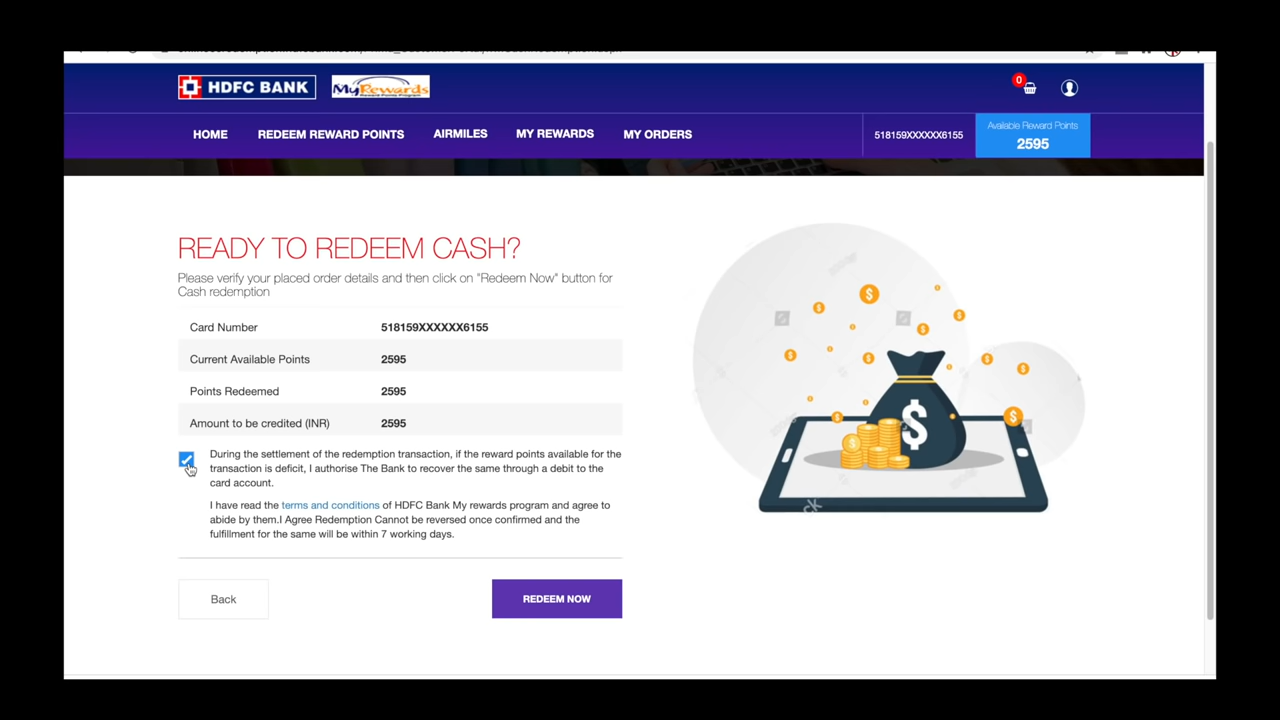 HDFC BANK
MyRewards
Reward Points Program
0
HOME
REDEEM REWARD POINTS
AIRMILES
MY REWARDS
MY ORDERS
518159XXXXXX6155
Available Reward Points
2595
READY TO REDEEM CASH?
Please verify your placed order details and then click on "Redeem Now" button for
Cash redemption
Card Number 518159XXXXXX6155
Current Available Points 2595
Points Redeemed 2595
Amount to be credited (INR) 2595
During the settlement of the redemption transaction, if the reward points available for the
transaction is deficit, I authorise The Bank to recover the same through a debit to the
card account.
I have read the terms and conditions of HDFC Bank My rewards program and agree to
abide by them.I Agree Redemption Cannot be reversed once confirmed and the
fulfillment for the same will be within 7 working days.
Back
REDEEM NOW